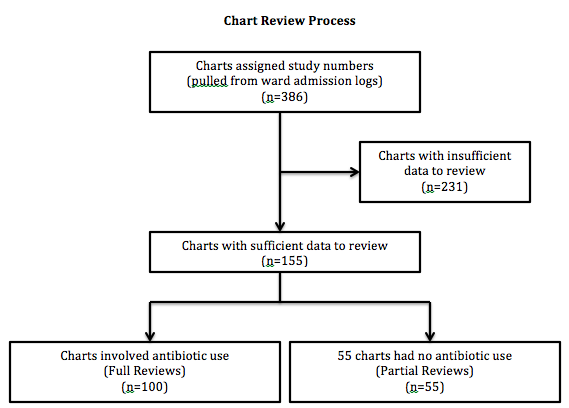 Chart Review Process
Charts assigned study numbers
(pulled from ward admission logs)
(n=386)
Charts with insufficient
data to review
(n=231)
Charts with sufficient data to review
(n=155)
Charts involved antibiotic use
(Full Reviews)
(n=100)
55 charts had no antibiotic use
(Partial Reviews)
(n=55)